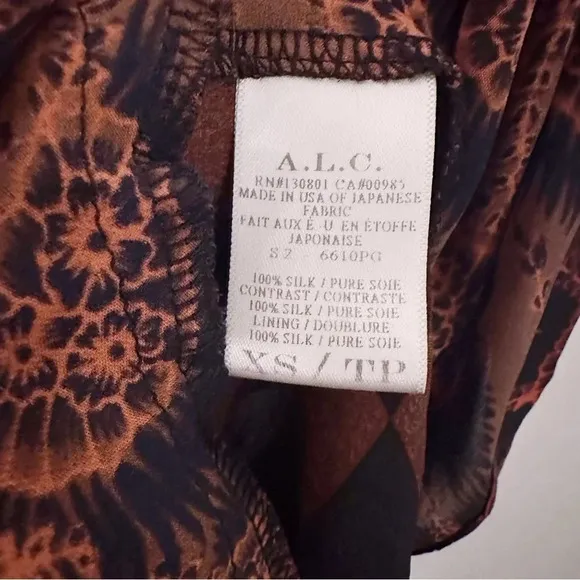 A.L.C.
RN#130801 CA#00985
MADE IN USA OF JAPANESE
FABRIC
FAIT AUX É-U EN ÉTOFFE
JAPONAISE
S 2 6610PG
100% SILK / PURE SOIE
CONTRAST / CONTRASTE
100% SILK / PURE SOIE
LINING / DOUBLURE
100% SILK / PURE SOIE
XS / TP